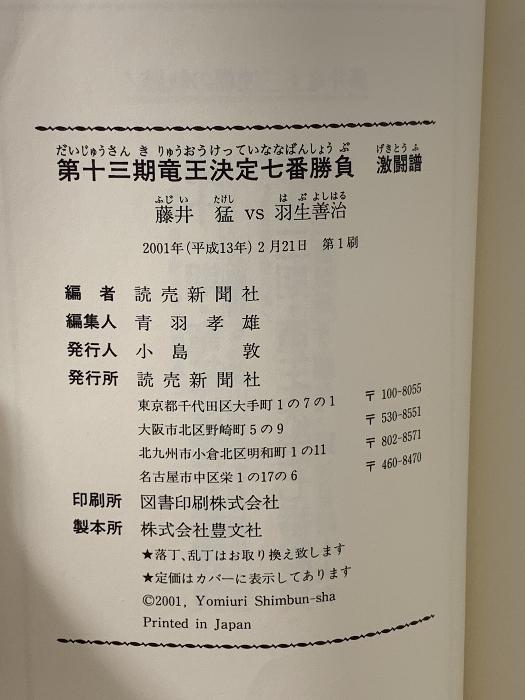 だいじゅうさん き りゅうおうけっていななばんしょう ぶ げきとう ふ
第十三期竜王決定七番勝負 激闘譜
ふじい たけし は ぶ よしはる
藤井 猛 vs 羽生善治
2001年(平成13年)2月21日 第1刷
編者 読売新聞社
編集人 青羽孝雄
発行人 小島 敦
発行所 読売新聞社
東京都千代田区大手町1の7の1 〒100-8055
大阪市北区野崎町5の9 〒530-8551
北九州市小倉北区明和町1の11 〒802-8571
名古屋市中区栄1の17の6 〒460-8470
印刷所 図書印刷株式会社
製本所 株式会社豊文社
★落丁、乱丁はお取り換え致します
★定価はカバーに表示してあります
©2001, Yomiuri Shimbun-sha
Printed in Japan